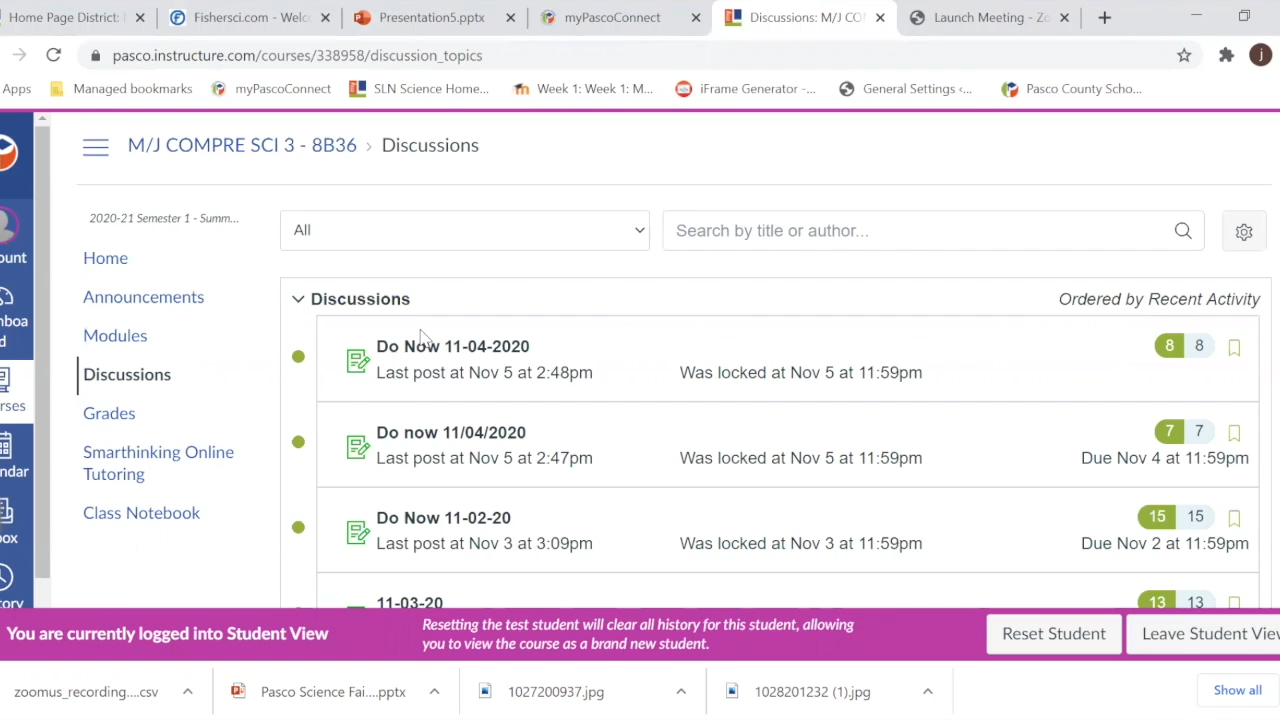 Home Page District:
Fishersci.com - Welc
Presentation5.pptx
myPascoConnect
Discussions: M/J CO
Launch Meeting - Zo
pasco.instructure.com/courses/338958/discussion_topics
j
Apps
Managed bookmarks
myPascoConnect
SLN Science Home...
Week 1: Week 1: M...
iFrame Generator -...
General Settings <...
Pasco County Scho...
M/J COMPRE SCI 3 - 8B36 > Discussions
2020-21 Semester 1 - Summ...
Home
Announcements
Modules
Discussions
Grades
Smarthinking Online
Tutoring
Class Notebook
ount
nboa
d
rses
ndar
ox
tory
All
Search by title or author...
Discussions
Ordered by Recent Activity
Do Now 11-04-2020
8 8
Last post at Nov 5 at 2:48pm
Was locked at Nov 5 at 11:59pm
Do now 11/04/2020
7 7
Last post at Nov 5 at 2:47pm
Was locked at Nov 5 at 11:59pm
Due Nov 4 at 11:59pm
Do Now 11-02-20
15 15
Last post at Nov 3 at 3:09pm
Was locked at Nov 3 at 11:59pm
Due Nov 2 at 11:59pm
11-03-20
13 13
You are currently logged into Student View
Resetting the test student will clear all history for this student, allowing
you to view the course as a brand new student.
Reset Student
Leave Student Vie
zoomus_recording....csv
Pasco Science Fai....pptx
1027200937.jpg
1028201232 (1).jpg
Show all